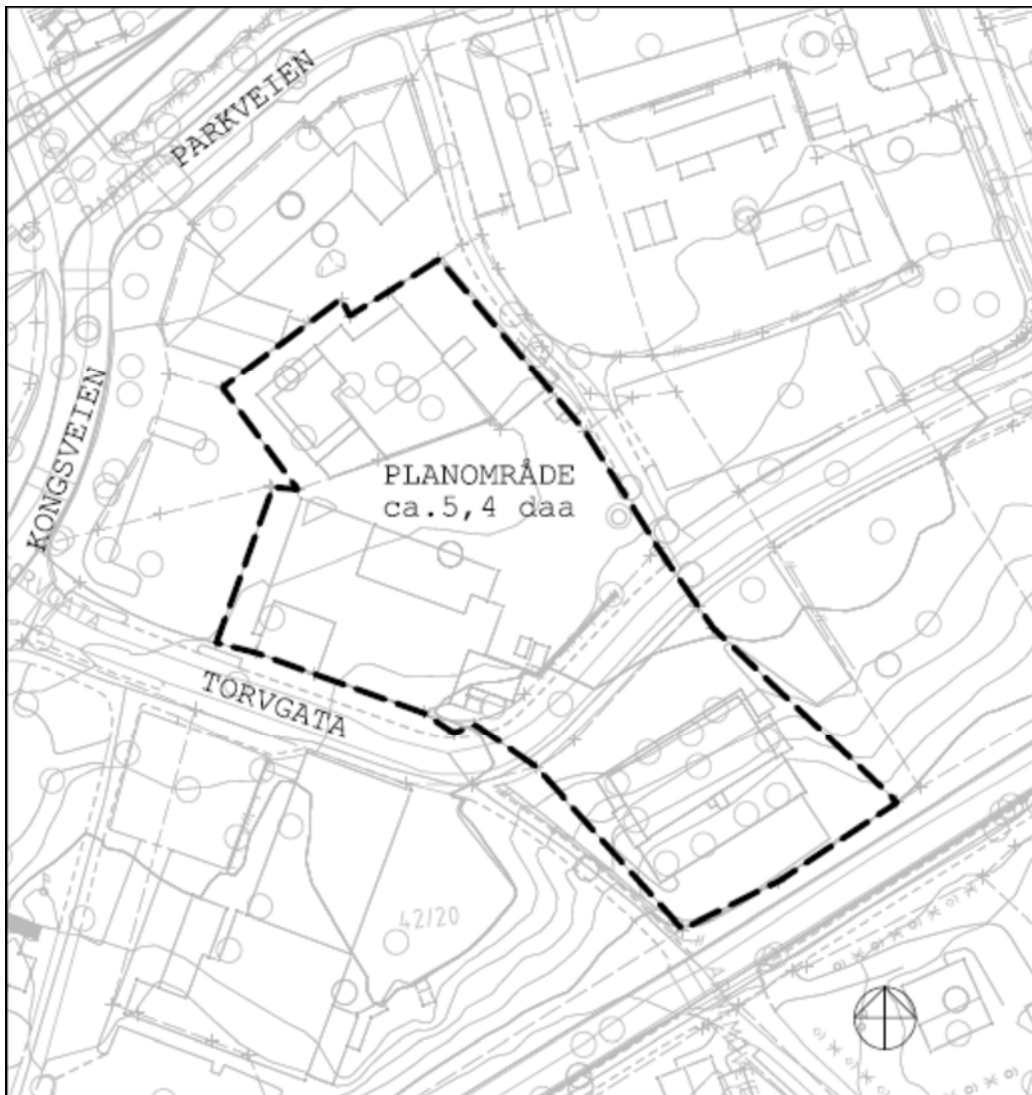 PARKVEIEN
KONGSVEIEN
PLANOMRÅDE
ca.5,4 daa
TORVGATA
42/20